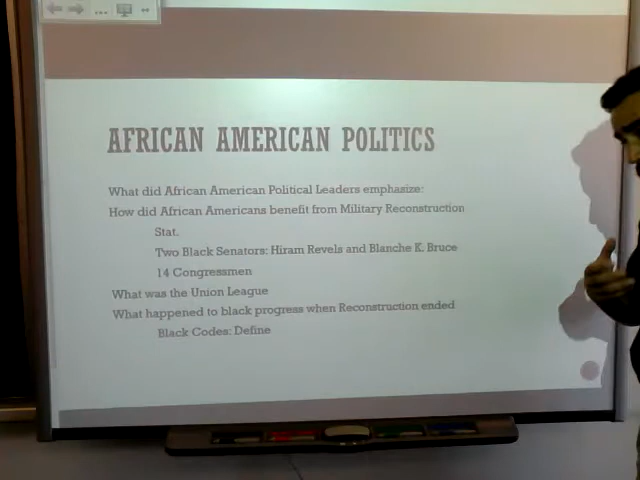 AFRICAN AMERICAN POLITICS
What did African American Political Leaders emphasize:
How did African Americans benefit from Military Reconstruction
Stat.
Two Black Senators: Hiram Revels and Blanche K. Bruce
14 Congressmen
What was the Union League
What happened to black progress when Reconstruction ended
Black Codes: Define